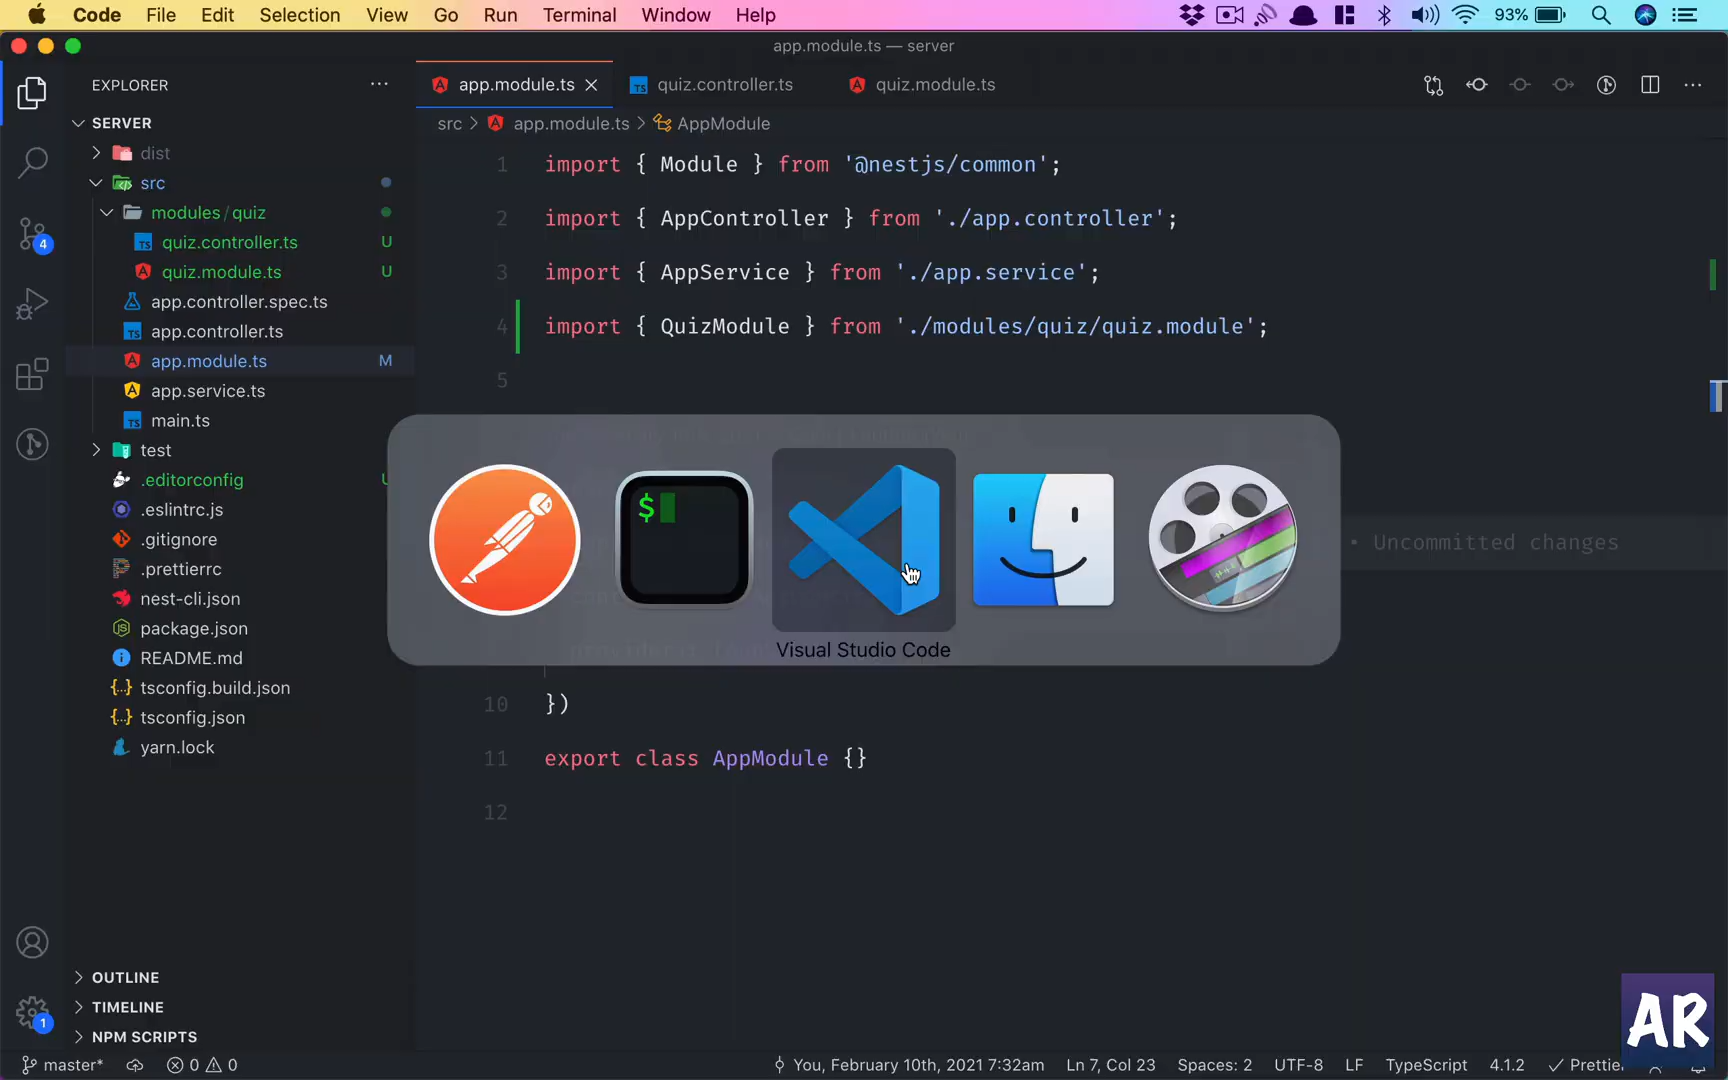 Code File Edit Selection View Go Run Terminal Window Help 93%
app.module.ts — server
EXPLORER
app.module.ts
TS quiz.controller.ts
quiz.module.ts
SERVER
src > app.module.ts > AppModule
dist
src
modules/quiz
TS quiz.controller.ts U
quiz.module.ts U
app.controller.spec.ts
TS app.controller.ts
app.module.ts M
app.service.ts
TS main.ts
test
.editorconfig
.eslintrc.js
.gitignore
.prettierrc
nest-cli.json
package.json
README.md
tsconfig.build.json
tsconfig.json
yarn.lock
1 import { Module } from '@nestjs/common';
2 import { AppController } from './app.controller';
3 import { AppService } from './app.service';
4 import { QuizModule } from './modules/quiz/quiz.module';
5
$
• Uncommitted changes
Visual Studio Code
10 })
11 export class AppModule {}
12
4
1
OUTLINE
TIMELINE
NPM SCRIPTS
AR
master* 0 0 You, February 10th, 2021 7:32am Ln 7, Col 23 Spaces: 2 UTF-8 LF TypeScript 4.1.2